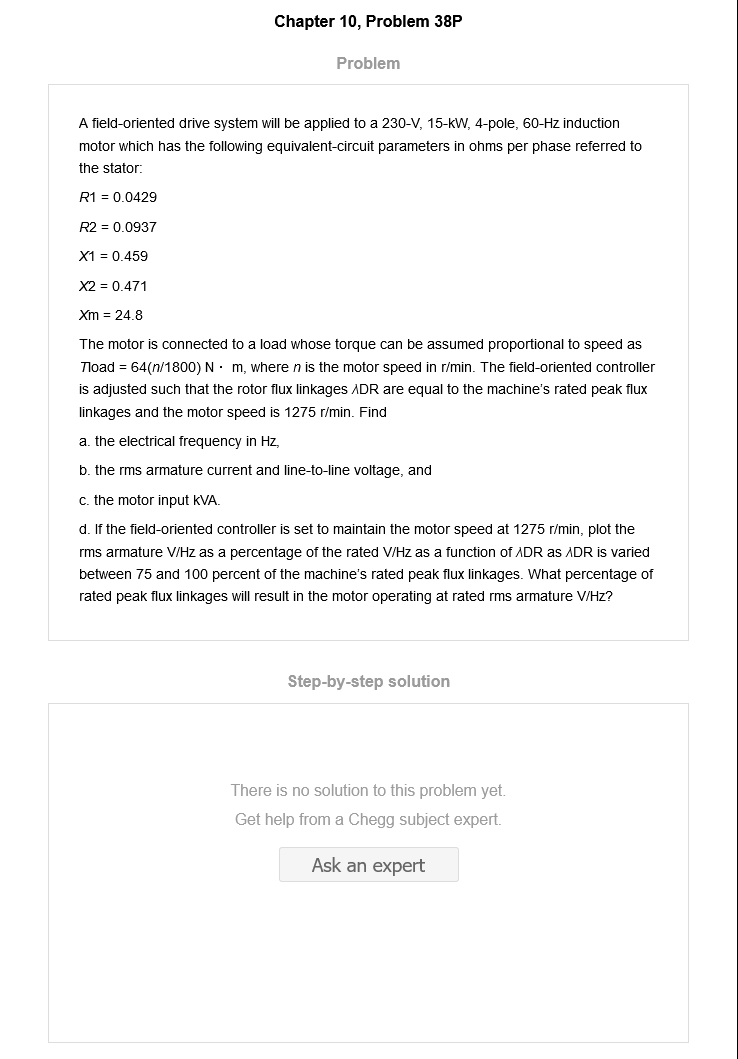 Chapter 10, Problem 38P
Problem
A field-oriented drive system will be applied to a 230-V, 15-kW, 4-pole, 60-Hz induction
motor which has the following equivalent-circuit parameters in ohms per phase referred to
the stator:
R1 = 0.0429
R2 = 0.0937
X1 = 0.459
X2 = 0.471
Xm = 24.8
The motor is connected to a load whose torque can be assumed proportional to speed as
Tload = 64(n/1800) N · m, where n is the motor speed in r/min. The field-oriented controller
is adjusted such that the rotor flux linkages λDR are equal to the machine's rated peak flux
linkages and the motor speed is 1275 r/min. Find
a. the electrical frequency in Hz,
b. the rms armature current and line-to-line voltage, and
c. the motor input kVA.
d. If the field-oriented controller is set to maintain the motor speed at 1275 r/min, plot the
rms armature V/Hz as a percentage of the rated V/Hz as a function of λDR as λDR is varied
between 75 and 100 percent of the machine's rated peak flux linkages. What percentage of
rated peak flux linkages will result in the motor operating at rated rms armature V/Hz?
Step-by-step solution
There is no solution to this problem yet.
Get help from a Chegg subject expert.
Ask an expert